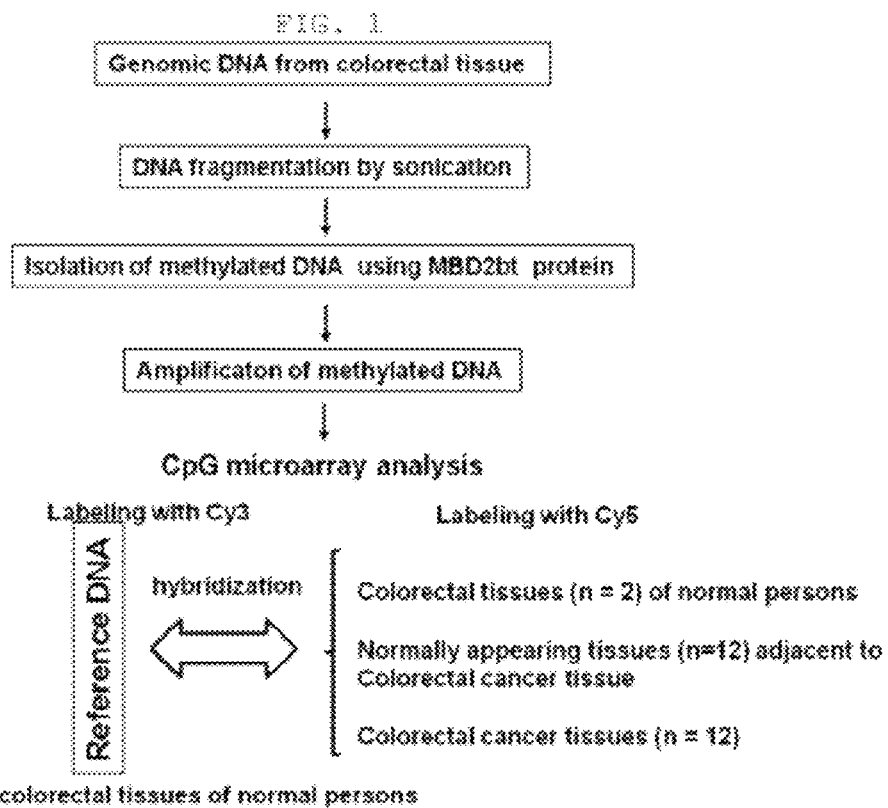 FIG. 1
Genomic DNA from colorectal tissue
DNA fragmentation by sonication
Isolation of methylated DNA using MBD2bt protein
Amplificaton of methylated DNA
CpG microarray analysis
Labeling with Cy3
Labeling with Cy5
Reference DNA
hybridization
Colorectal tissues (n = 2) of normal persons
Normally appearing tissues (n=12) adjacent to
Colorectal cancer tissue
Colorectal cancer tissues (n = 12)
colorectal tissues of normal persons